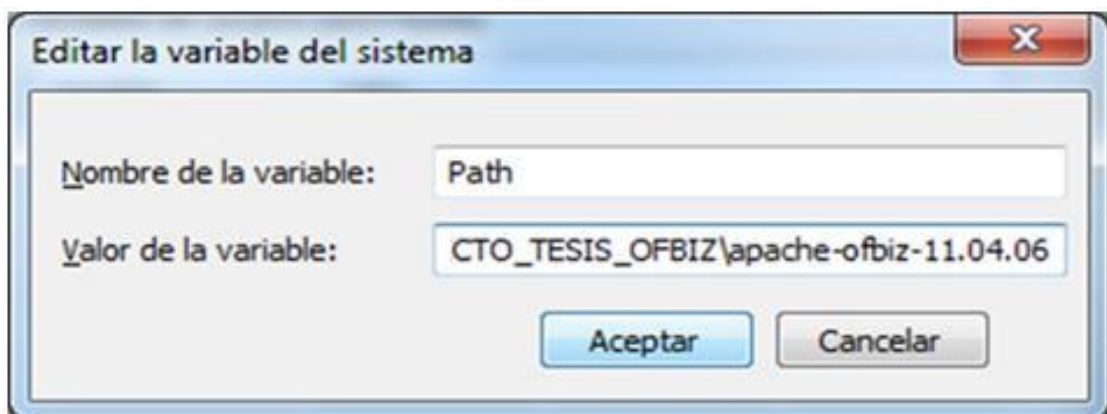 Editar la variable del sistema
Nombre de la variable: Path
Valor de la variable: CTO_TESIS_OFBIZ\apache-ofbiz-11.04.06
Aceptar Cancelar